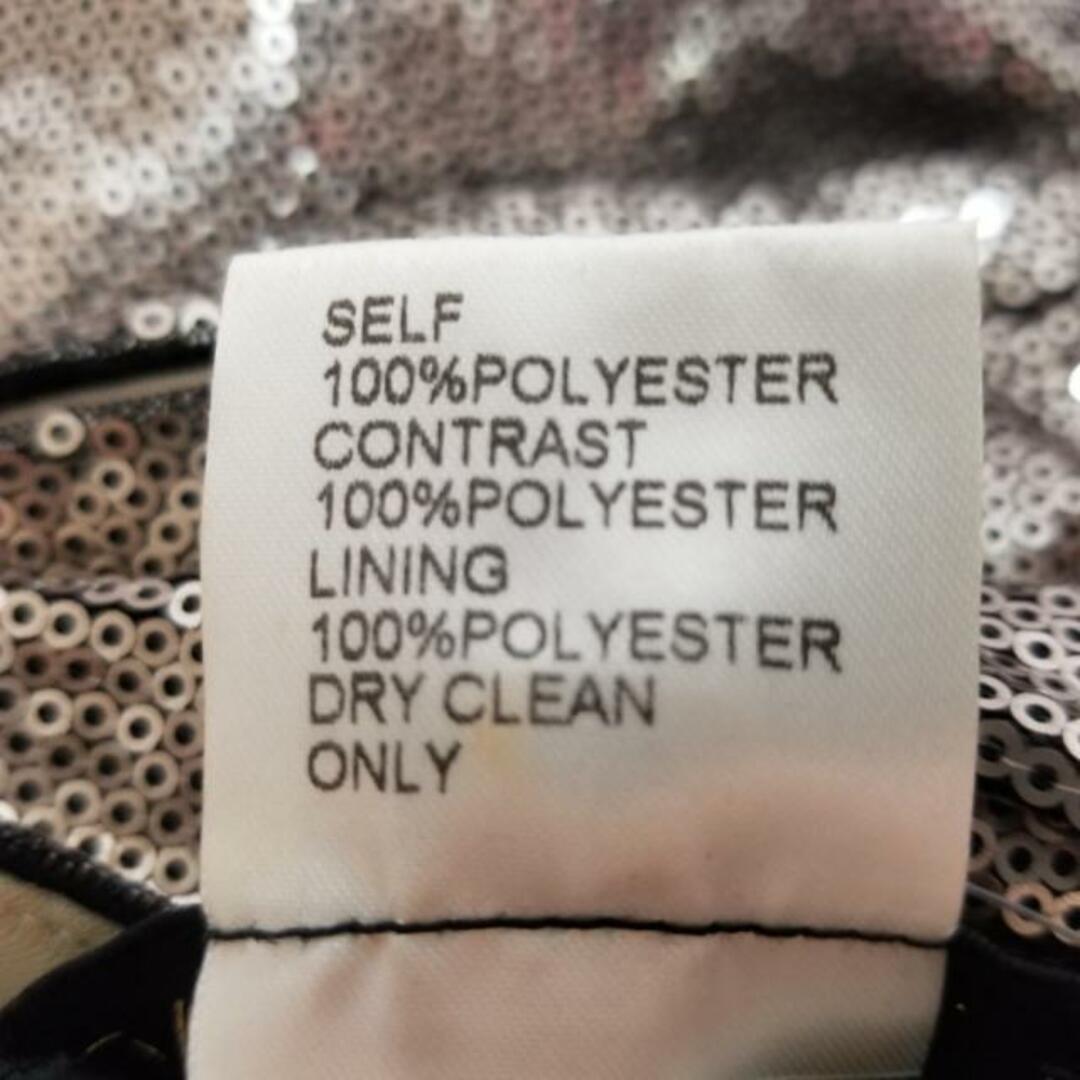 SELF
100%POLYESTER
CONTRAST
100%POLYESTER
LINING
100%POLYESTER
DRY CLEAN
ONLY